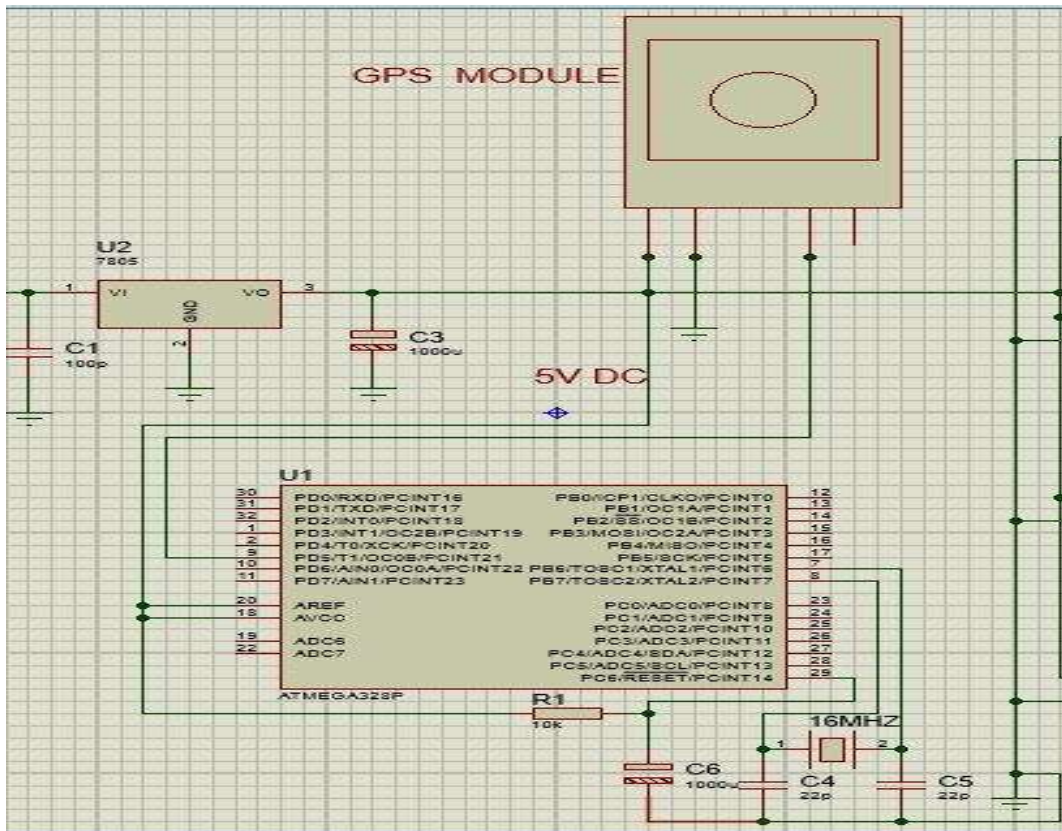 GPS MODULE
U2
7805
1
VI
VO
3
GND
2
C1
100p
C3
1000u
5V DC
U1
30
PD0/RXD/PCINT16
PB0/ICP1/CLKO/PCINT0
12
31
PD1/TXD/PCINT17
PB1/OC1A/PCINT1
13
32
PD2/INT0/PCINT18
PB2/SS/OC1B/PCINT2
14
1
PD3/INT1/OC2B/PCINT19
PB3/MOSI/OC2A/PCINT3
15
2
PD4/T0/XCK/PCINT20
PB4/MISO/PCINT4
16
9
PD5/T1/OC0B/PCINT21
PB5/SCK/PCINT5
17
10
PD6/AIN0/OC0A/PCINT22
PB6/TOSC1/XTAL1/PCINT6
7
11
PD7/AIN1/PCINT23
PB7/TOSC2/XTAL2/PCINT7
8
20
AREF
PC0/ADC0/PCINT8
23
18
AVCC
PC1/ADC1/PCINT9
24
PC2/ADC2/PCINT10
25
19
ADC6
PC3/ADC3/PCINT11
26
22
ADC7
PC4/ADC4/SDA/PCINT12
27
PC5/ADC5/SCL/PCINT13
28
PC6/RESET/PCINT14
29
ATMEGA328P
R1
10k
16MHZ
1
2
C6
1000u
C4
22p
C5
22p